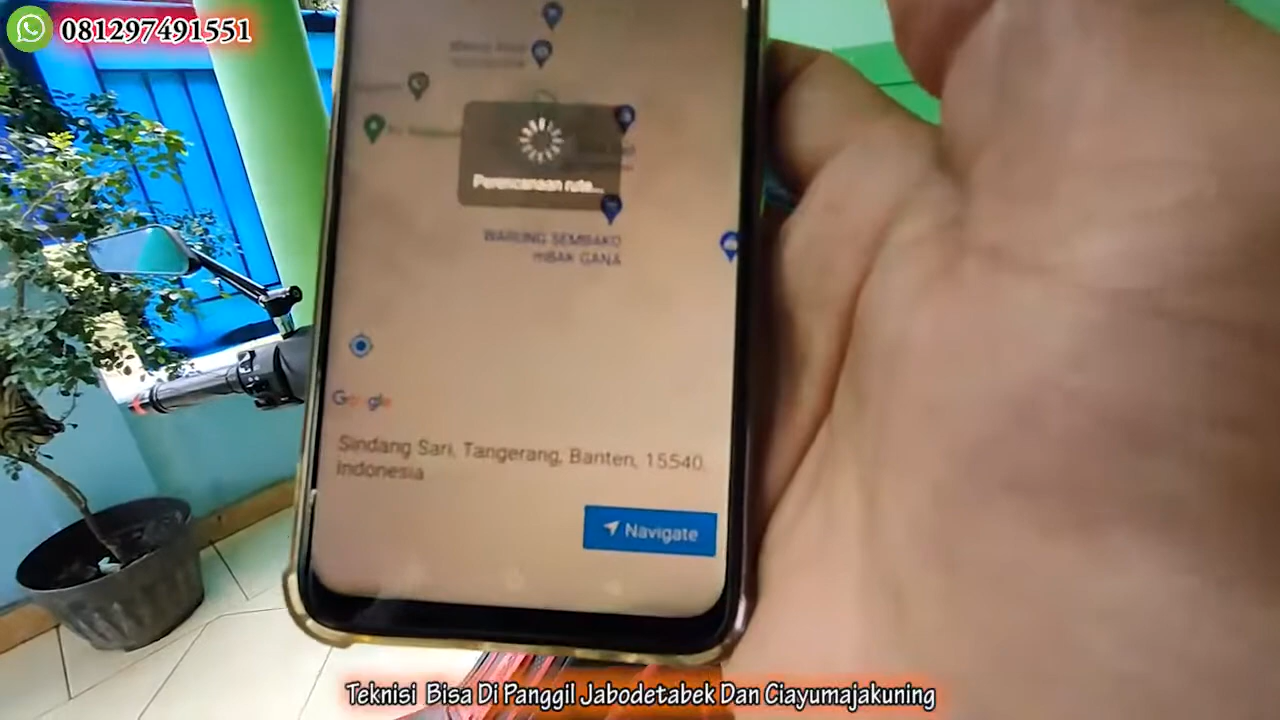 081297491551
Perencanaan rute...
WARUNG SEMBAKO
mBAK GANA
Google
Sindang Sari, Tangerang, Banten, 15540,
Indonesia
Navigate
Teknisi Bisa Di Panggil Jabodetabek Dan Ciayumajakuning